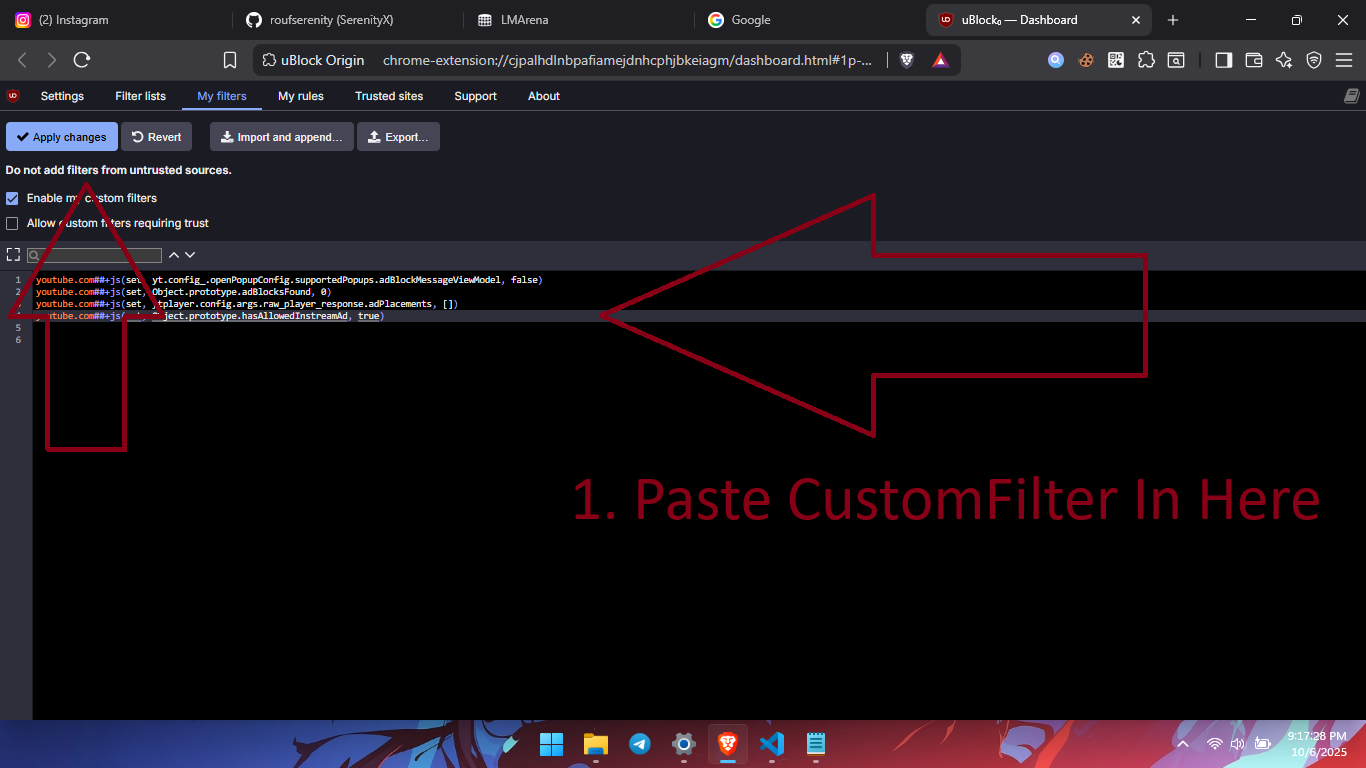 (2) Instagram
roufserenity (SerenityX)
LMArena
Google
uBlock₀ — Dashboard
uBlock Origin
chrome-extension://cjpalhdlnbpafiamejdnhcphjbkeiagm/dashboard.html#1p-...
Settings
Filter lists
My filters
My rules
Trusted sites
Support
About
Apply changes
Revert
Import and append...
Export...
Do not add filters from untrusted sources.
Enable my custom filters
Allow custom filters requiring trust
1 youtube.com##+js(set, yt.config_.openPopupConfig.supportedPopups.adBlockMessageViewModel, false)
2 youtube.com##+js(set, Object.prototype.adBlocksFound, 0)
youtube.com##+js(set, ytplayer.config.args.raw_player_response.adPlacements, [])
youtube.com##+js(set, Object.prototype.hasAllowedInstreamAd, true)
5
6
1. Paste CustomFilter In Here
9:17:28 PM
10/6/2025